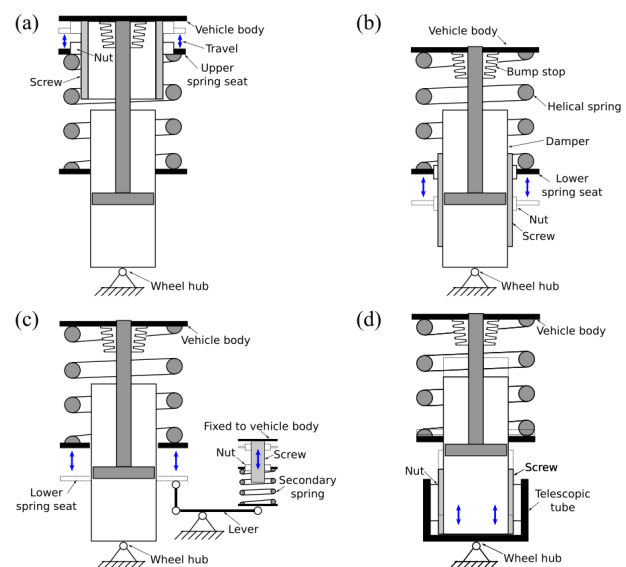 (a)
Vehicle body
Travel
Nut
Upper
spring seat
Screw
Wheel hub
(b)
Vehicle body
Bump stop
Helical spring
Damper
Lower
spring seat
Nut
Screw
Wheel hub
(c)
Vehicle body
Fixed to vehicle body
Nut
Screw
Secondary
spring
Lower
spring seat
Lever
Wheel hub
(d)
Vehicle body
Nut
Screw
Telescopic
tube
Wheel hub